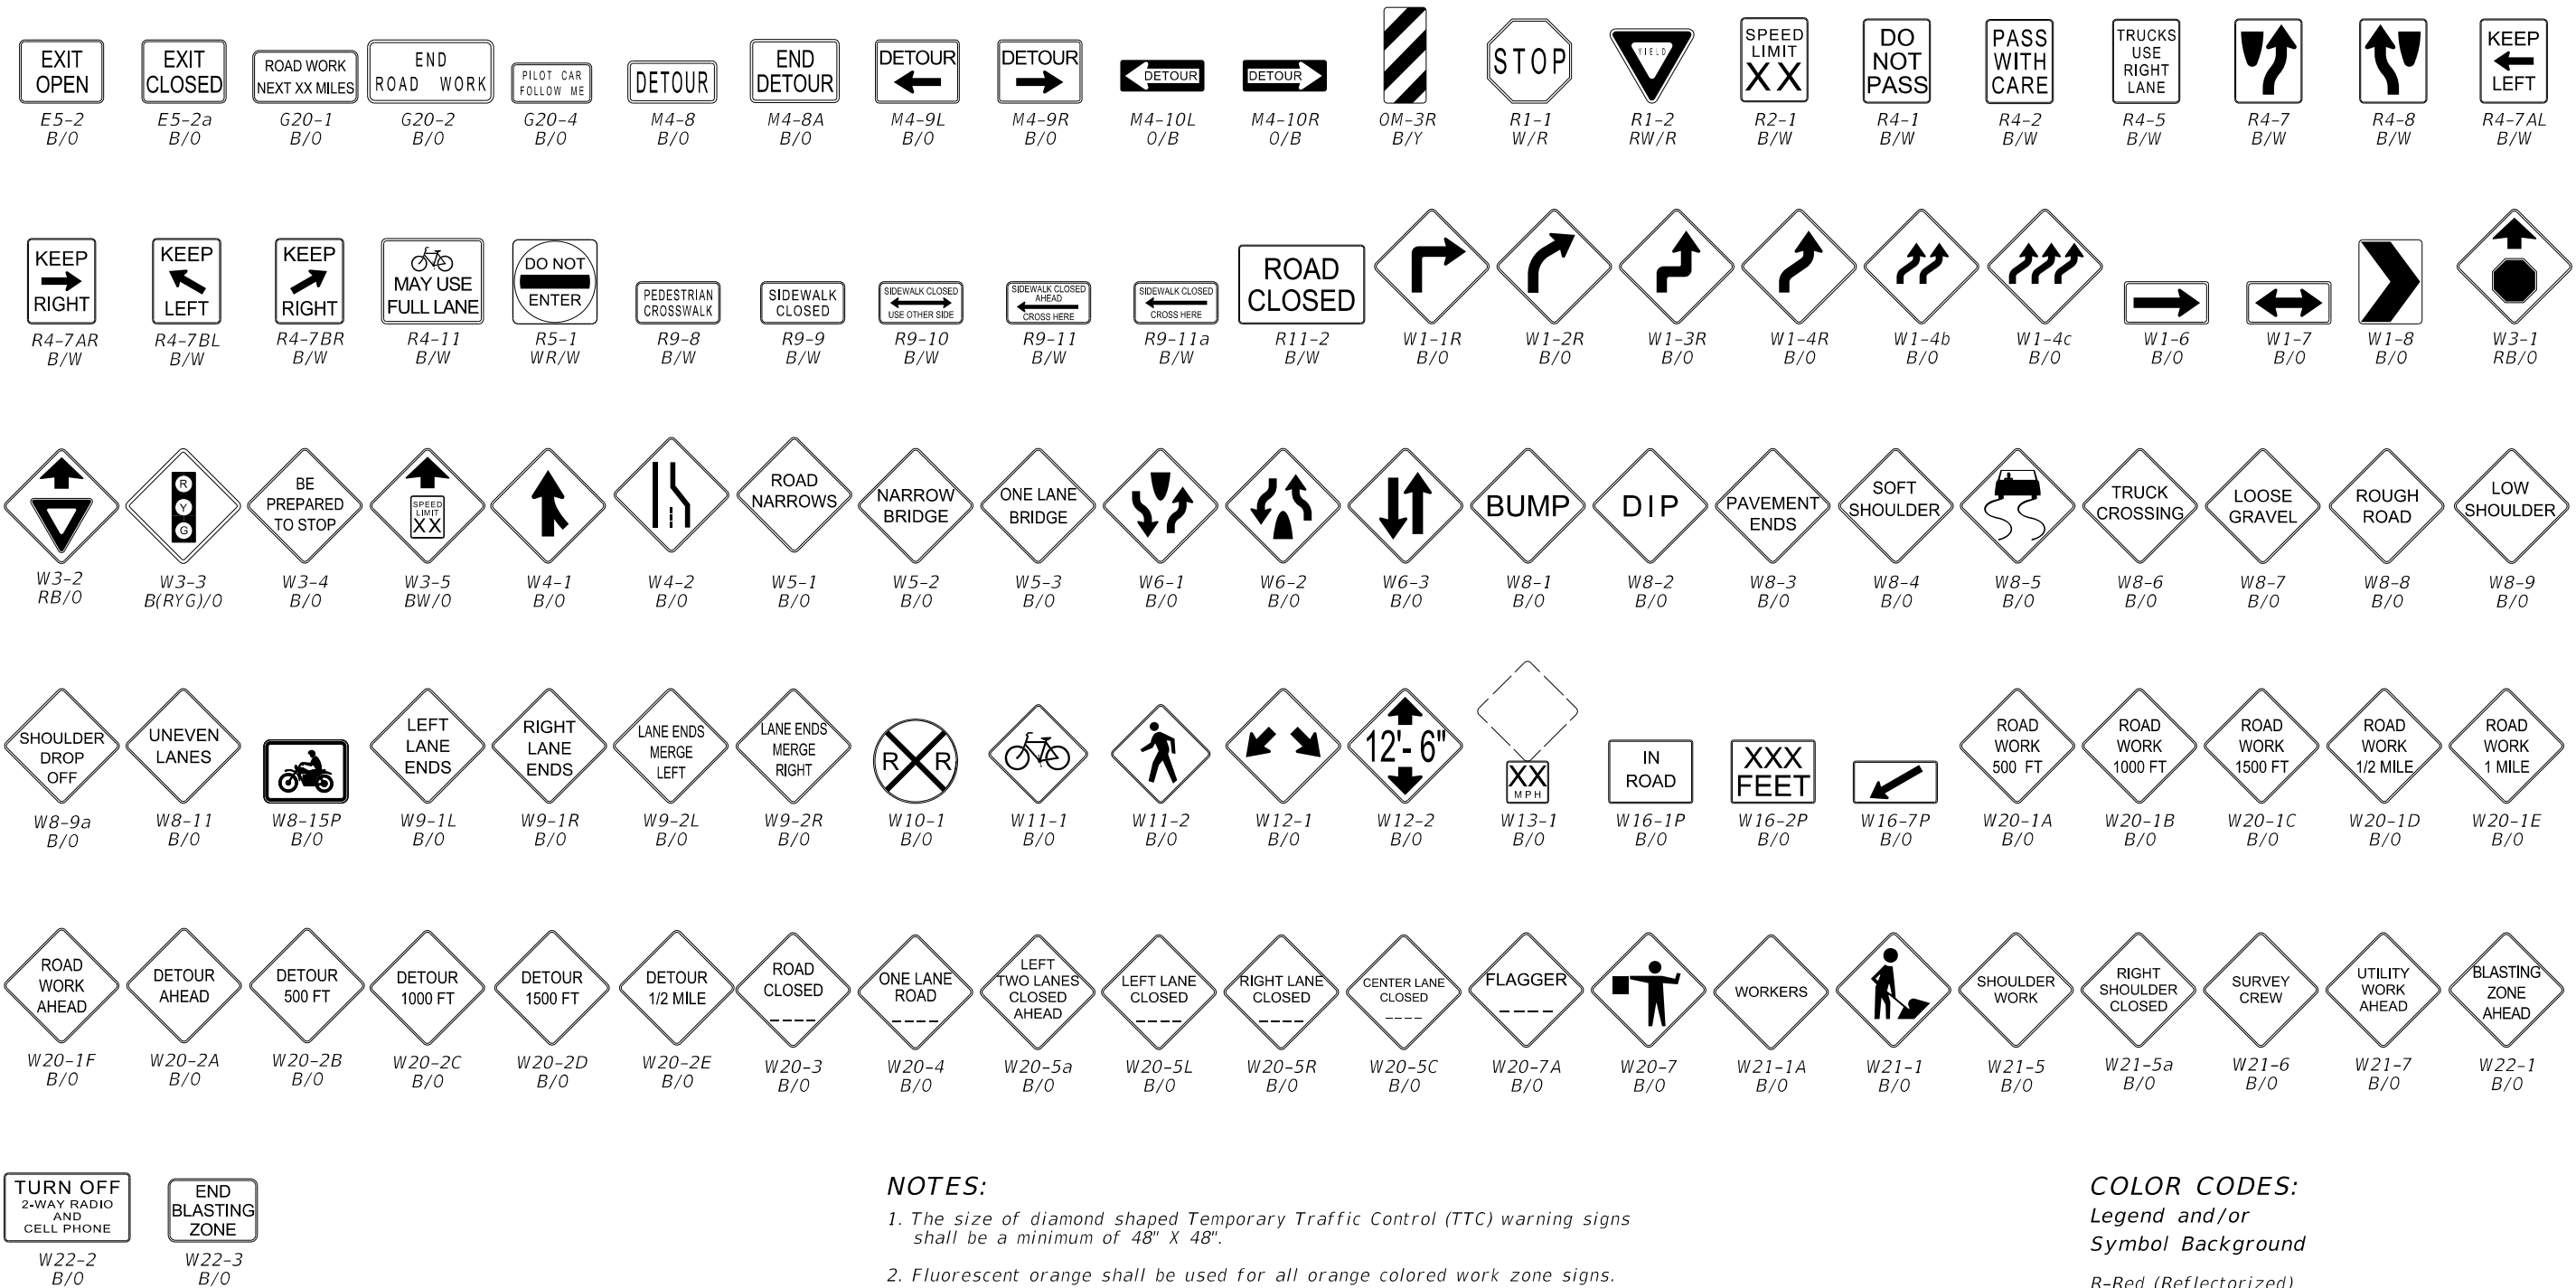 EXIT
OPEN
E5-2
B/O
EXIT
CLOSED
E5-2a
B/O
ROAD WORK
NEXT XX MILES
G20-1
B/O
END
ROAD WORK
G20-2
B/O
PILOT CAR
FOLLOW ME
G20-4
B/O
DETOUR
M4-8
B/O
END
DETOUR
M4-8A
B/O
DETOUR
M4-9L
B/O
DETOUR
M4-9R
B/O
DETOUR
M4-10L
O/B
DETOUR
M4-10R
O/B
OM-3R
B/Y
STOP
R1-1
W/R
YIELD
R1-2
RW/R
SPEED
LIMIT
XX
R2-1
B/W
DO
NOT
PASS
R4-1
B/W
PASS
WITH
CARE
R4-2
B/W
TRUCKS
USE
RIGHT
LANE
R4-5
B/W
R4-7
B/W
R4-8
B/W
KEEP
LEFT
R4-7AL
B/W
KEEP
RIGHT
R4-7AR
B/W
KEEP
LEFT
R4-7BL
B/W
KEEP
RIGHT
R4-7BR
B/W
MAY USE
FULL LANE
R4-11
B/W
DO NOT
ENTER
R5-1
WR/W
PEDESTRIAN
CROSSWALK
R9-8
B/W
SIDEWALK
CLOSED
R9-9
B/W
SIDEWALK CLOSED
USE OTHER SIDE
R9-10
B/W
SIDEWALK CLOSED
AHEAD
CROSS HERE
R9-11
B/W
SIDEWALK CLOSED
CROSS HERE
R9-11a
B/W
ROAD
CLOSED
R11-2
B/W
W1-1R
B/O
W1-2R
B/O
W1-3R
B/O
W1-4R
B/O
W1-4b
B/O
W1-4c
B/O
W1-6
B/O
W1-7
B/O
W1-8
B/O
W3-1
RB/O
W3-2
RB/O
R
Y
G
W3-3
B(RYG)/O
BE
PREPARED
TO STOP
W3-4
B/O
SPEED
LIMIT
XX
W3-5
BW/O
W4-1
B/O
W4-2
B/O
ROAD
NARROWS
W5-1
B/O
NARROW
BRIDGE
W5-2
B/O
ONE LANE
BRIDGE
W5-3
B/O
W6-1
B/O
W6-2
B/O
W6-3
B/O
BUMP
W8-1
B/O
DIP
W8-2
B/O
PAVEMENT
ENDS
W8-3
B/O
SOFT
SHOULDER
W8-4
B/O
W8-5
B/O
TRUCK
CROSSING
W8-6
B/O
LOOSE
GRAVEL
W8-7
B/O
ROUGH
ROAD
W8-8
B/O
LOW
SHOULDER
W8-9
B/O
SHOULDER
DROP
OFF
W8-9a
B/O
UNEVEN
LANES
W8-11
B/O
W8-15P
B/O
LEFT
LANE
ENDS
W9-1L
B/O
RIGHT
LANE
ENDS
W9-1R
B/O
LANE ENDS
MERGE
LEFT
W9-2L
B/O
LANE ENDS
MERGE
RIGHT
W9-2R
B/O
R R
W10-1
B/O
W11-1
B/O
W11-2
B/O
W12-1
B/O
12'- 6"
W12-2
B/O
XX
MPH
W13-1
B/O
IN
ROAD
W16-1P
B/O
XXX
FEET
W16-2P
B/O
W16-7P
B/O
ROAD
WORK
500 FT
W20-1A
B/O
ROAD
WORK
1000 FT
W20-1B
B/O
ROAD
WORK
1500 FT
W20-1C
B/O
ROAD
WORK
1/2 MILE
W20-1D
B/O
ROAD
WORK
1 MILE
W20-1E
B/O
ROAD
WORK
AHEAD
W20-1F
B/O
DETOUR
AHEAD
W20-2A
B/O
DETOUR
500 FT
W20-2B
B/O
DETOUR
1000 FT
W20-2C
B/O
DETOUR
1500 FT
W20-2D
B/O
DETOUR
1/2 MILE
W20-2E
B/O
ROAD
CLOSED
----
W20-3
B/O
ONE LANE
ROAD
----
W20-4
B/O
LEFT
TWO LANES
CLOSED
AHEAD
W20-5a
B/O
LEFT LANE
CLOSED
----
W20-5L
B/O
RIGHT LANE
CLOSED
----
W20-5R
B/O
CENTER LANE
CLOSED
----
W20-5C
B/O
FLAGGER
----
W20-7A
B/O
W20-7
B/O
WORKERS
W21-1A
B/O
W21-1
B/O
SHOULDER
WORK
W21-5
B/O
RIGHT
SHOULDER
CLOSED
W21-5a
B/O
SURVEY
CREW
W21-6
B/O
UTILITY
WORK
AHEAD
W21-7
B/O
BLASTING
ZONE
AHEAD
W22-1
B/O
TURN OFF
2-WAY RADIO
AND
CELL PHONE
W22-2
B/O
END
BLASTING
ZONE
W22-3
B/O
NOTES:
1. The size of diamond shaped Temporary Traffic Control (TTC) warning signs
shall be a minimum of 48" X 48".
2. Fluorescent orange shall be used for all orange colored work zone signs.
COLOR CODES:
Legend and/or
Symbol Background
R-Red (Reflectorized)